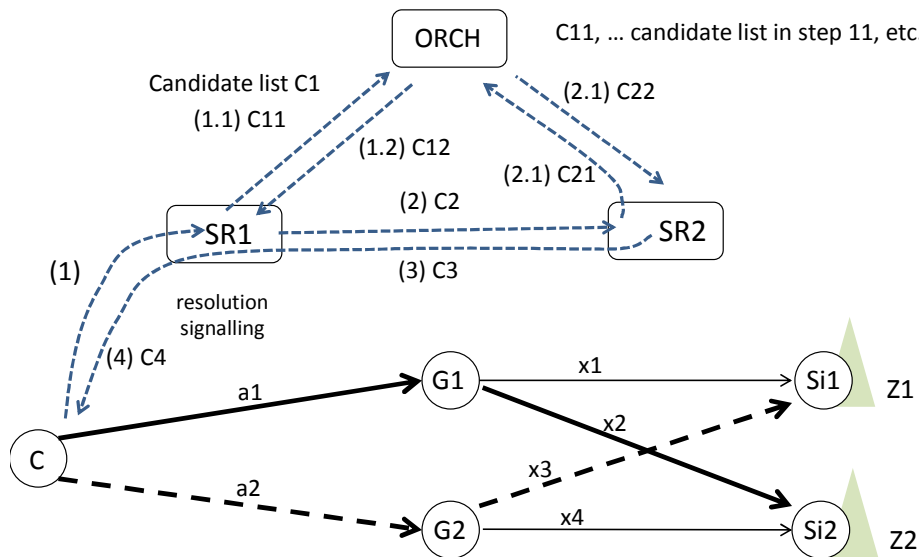 ORCH
C11, ... candidate list in step 11, etc.
Candidate list C1
(1.1) C11
(2.1) C22
(1.2) C12
(2.1) C21
(2) C2
SR1
SR2
(1)
(3) C3
resolution
signalling
(4) C4
G1
x1
Si1
Z1
a1
x2
C
x3
a2
G2
x4
Si2
Z2